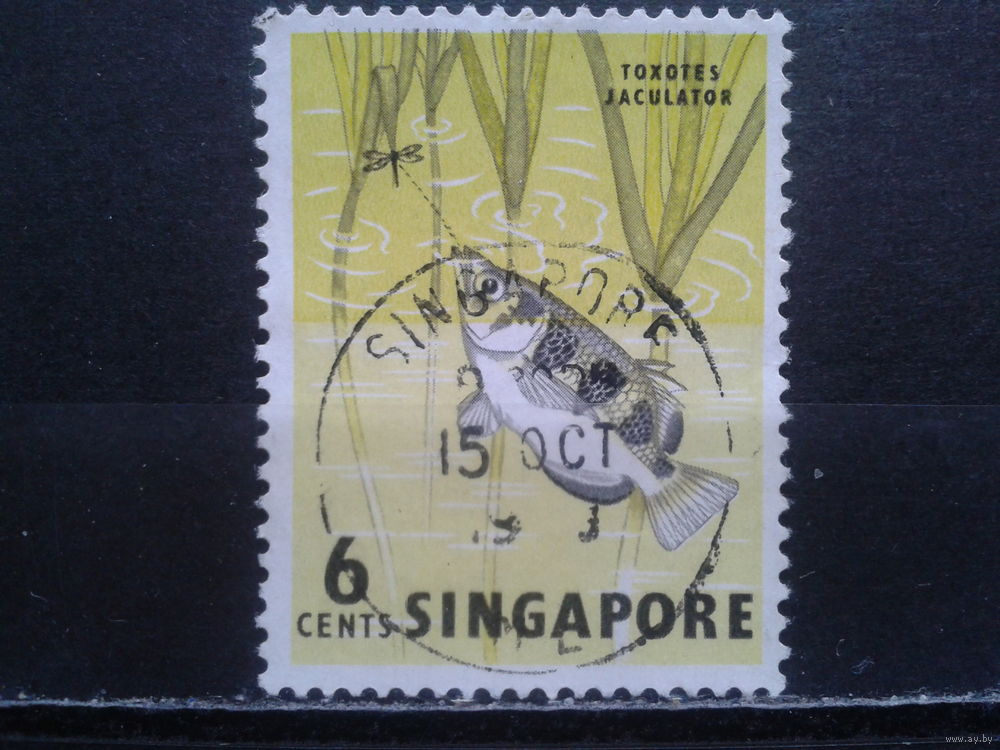 TOXOTES
JACULATOR
SINGAPORE
15 OCT
6
CENTS SINGAPORE
www.ay.by